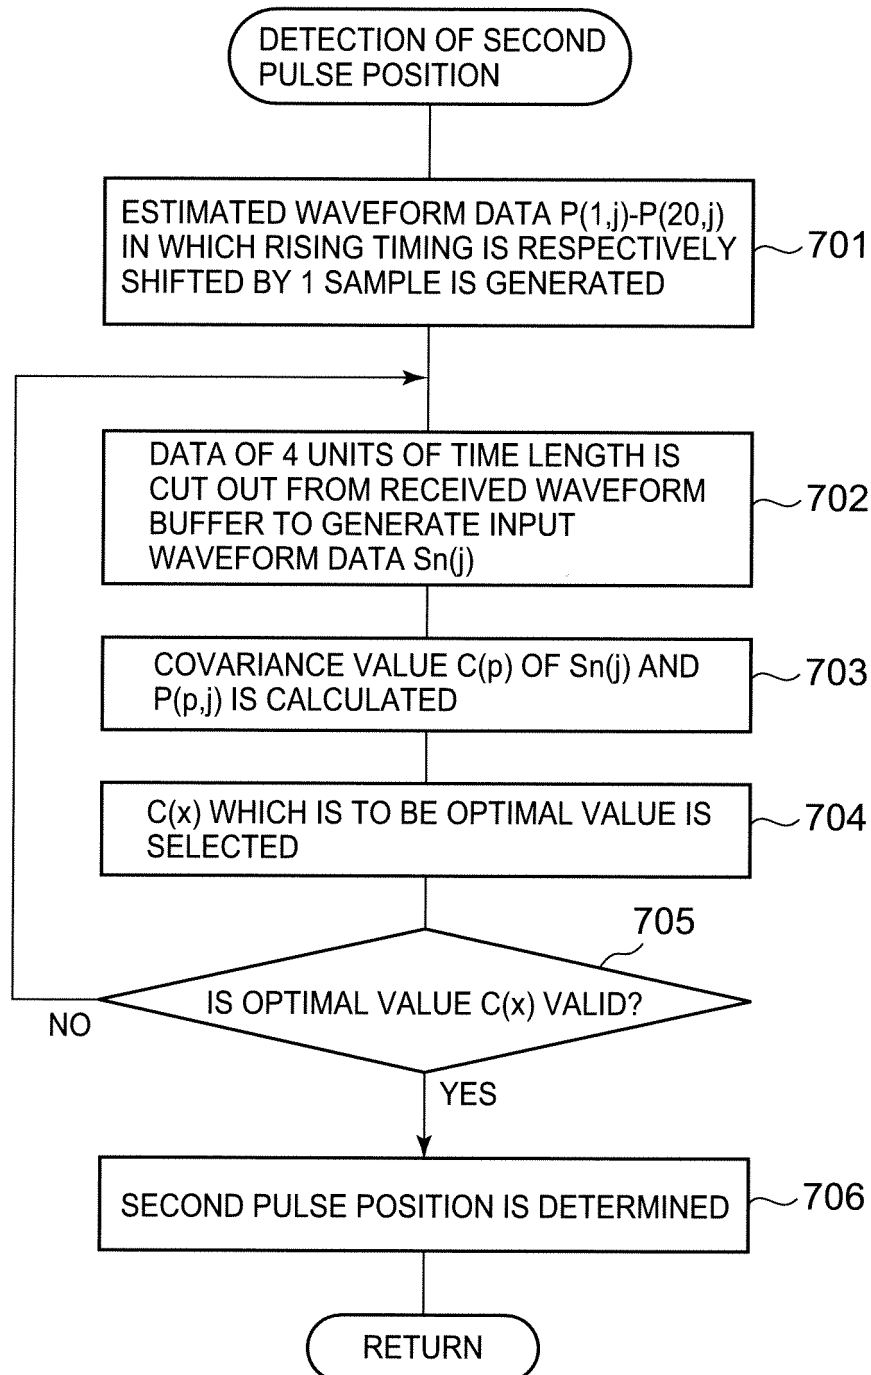 DETECTION OF SECOND
PULSE POSITION
ESTIMATED WAVEFORM DATA P(1,j)-P(20,j)
IN WHICH RISING TIMING IS RESPECTIVELY
SHIFTED BY 1 SAMPLE IS GENERATED
701
DATA OF 4 UNITS OF TIME LENGTH IS
CUT OUT FROM RECEIVED WAVEFORM
BUFFER TO GENERATE INPUT
WAVEFORM DATA Sn(j)
702
COVARIANCE VALUE C(p) OF Sn(j) AND
P(p,j) IS CALCULATED
703
C(x) WHICH IS TO BE OPTIMAL VALUE IS
SELECTED
704
705
IS OPTIMAL VALUE C(x) VALID?
NO
YES
SECOND PULSE POSITION IS DETERMINED
706
RETURN